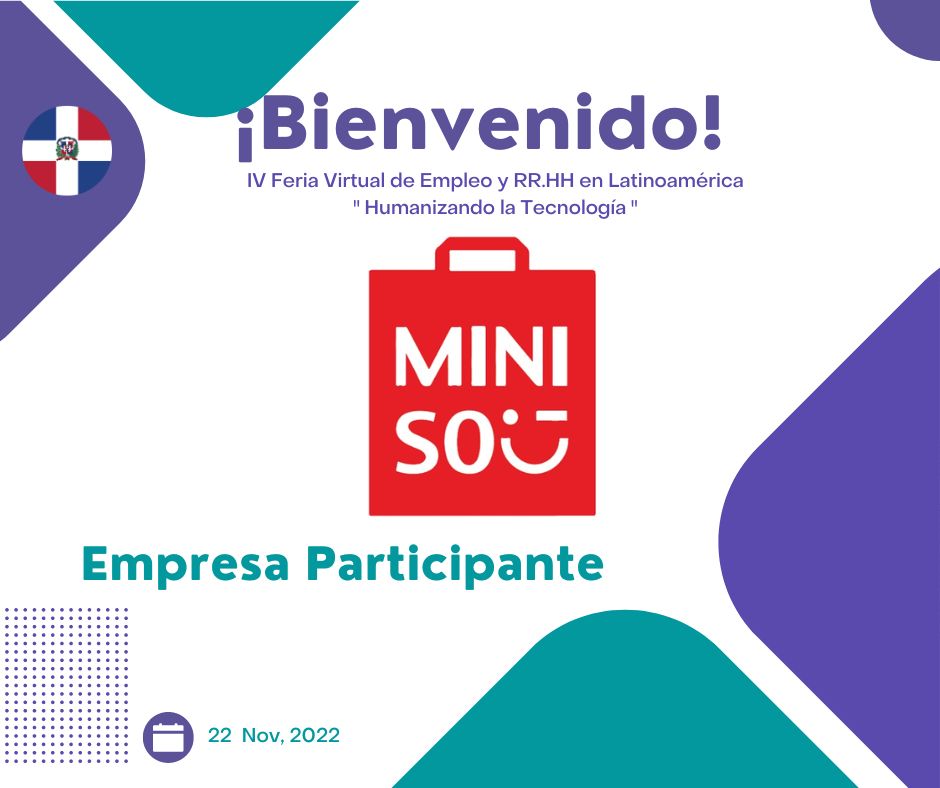 ¡Bienvenido!
IV Feria Virtual de Empleo y RR.HH en Latinoamérica
" Humanizando la Tecnología "
MINI
SO
Empresa Participante
22 Nov, 2022